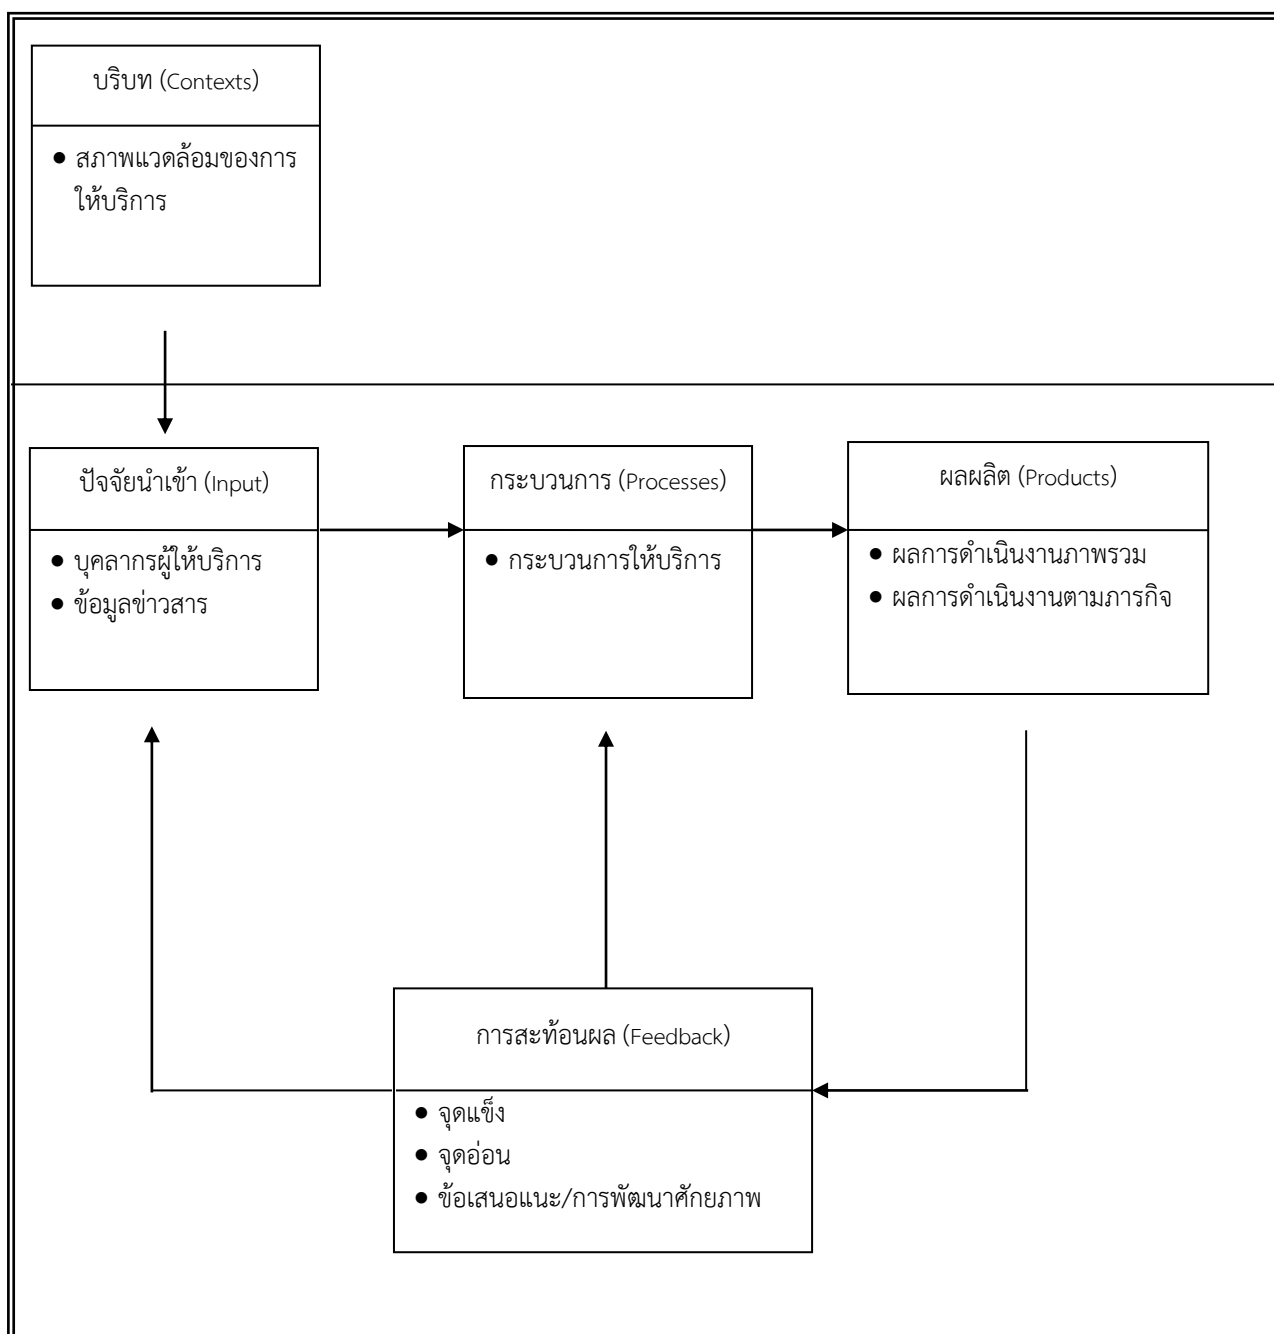 บริบท (Contexts)
● สภาพแวดล้อมของการ
ให้บริการ
ปัจจัยนำเข้า (Input)
● บุคลากรผู้ให้บริการ
● ข้อมูลข่าวสาร
กระบวนการ (Processes)
● กระบวนการให้บริการ
ผลผลิต (Products)
● ผลการดำเนินงานภาพรวม
● ผลการดำเนินงานตามภารกิจ
การสะท้อนผล (Feedback)
● จุดแข็ง
● จุดอ่อน
● ข้อเสนอแนะ/การพัฒนาศักยภาพ